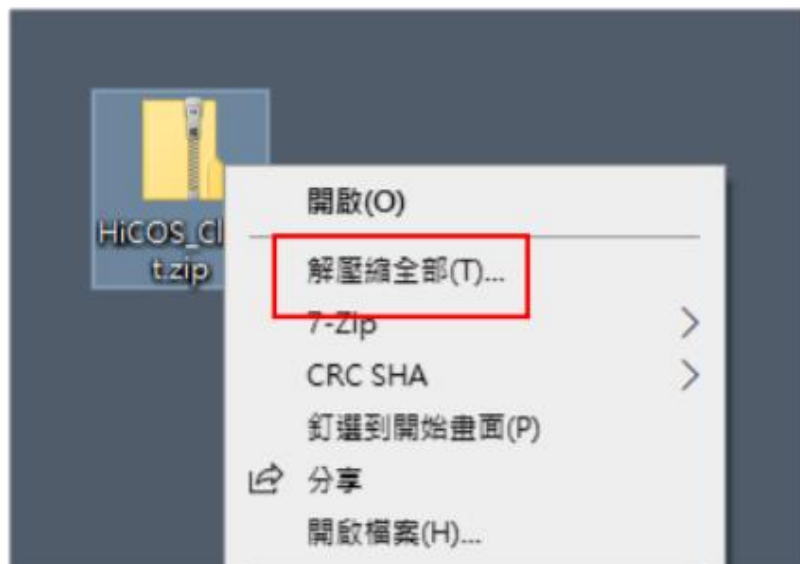 HiCOS_Cl
t.zip
開啟(O)
解壓縮全部(T)...
7-Zip
CRC SHA
釘選到開始畫面(P)
分享
開啟檔案(H)...